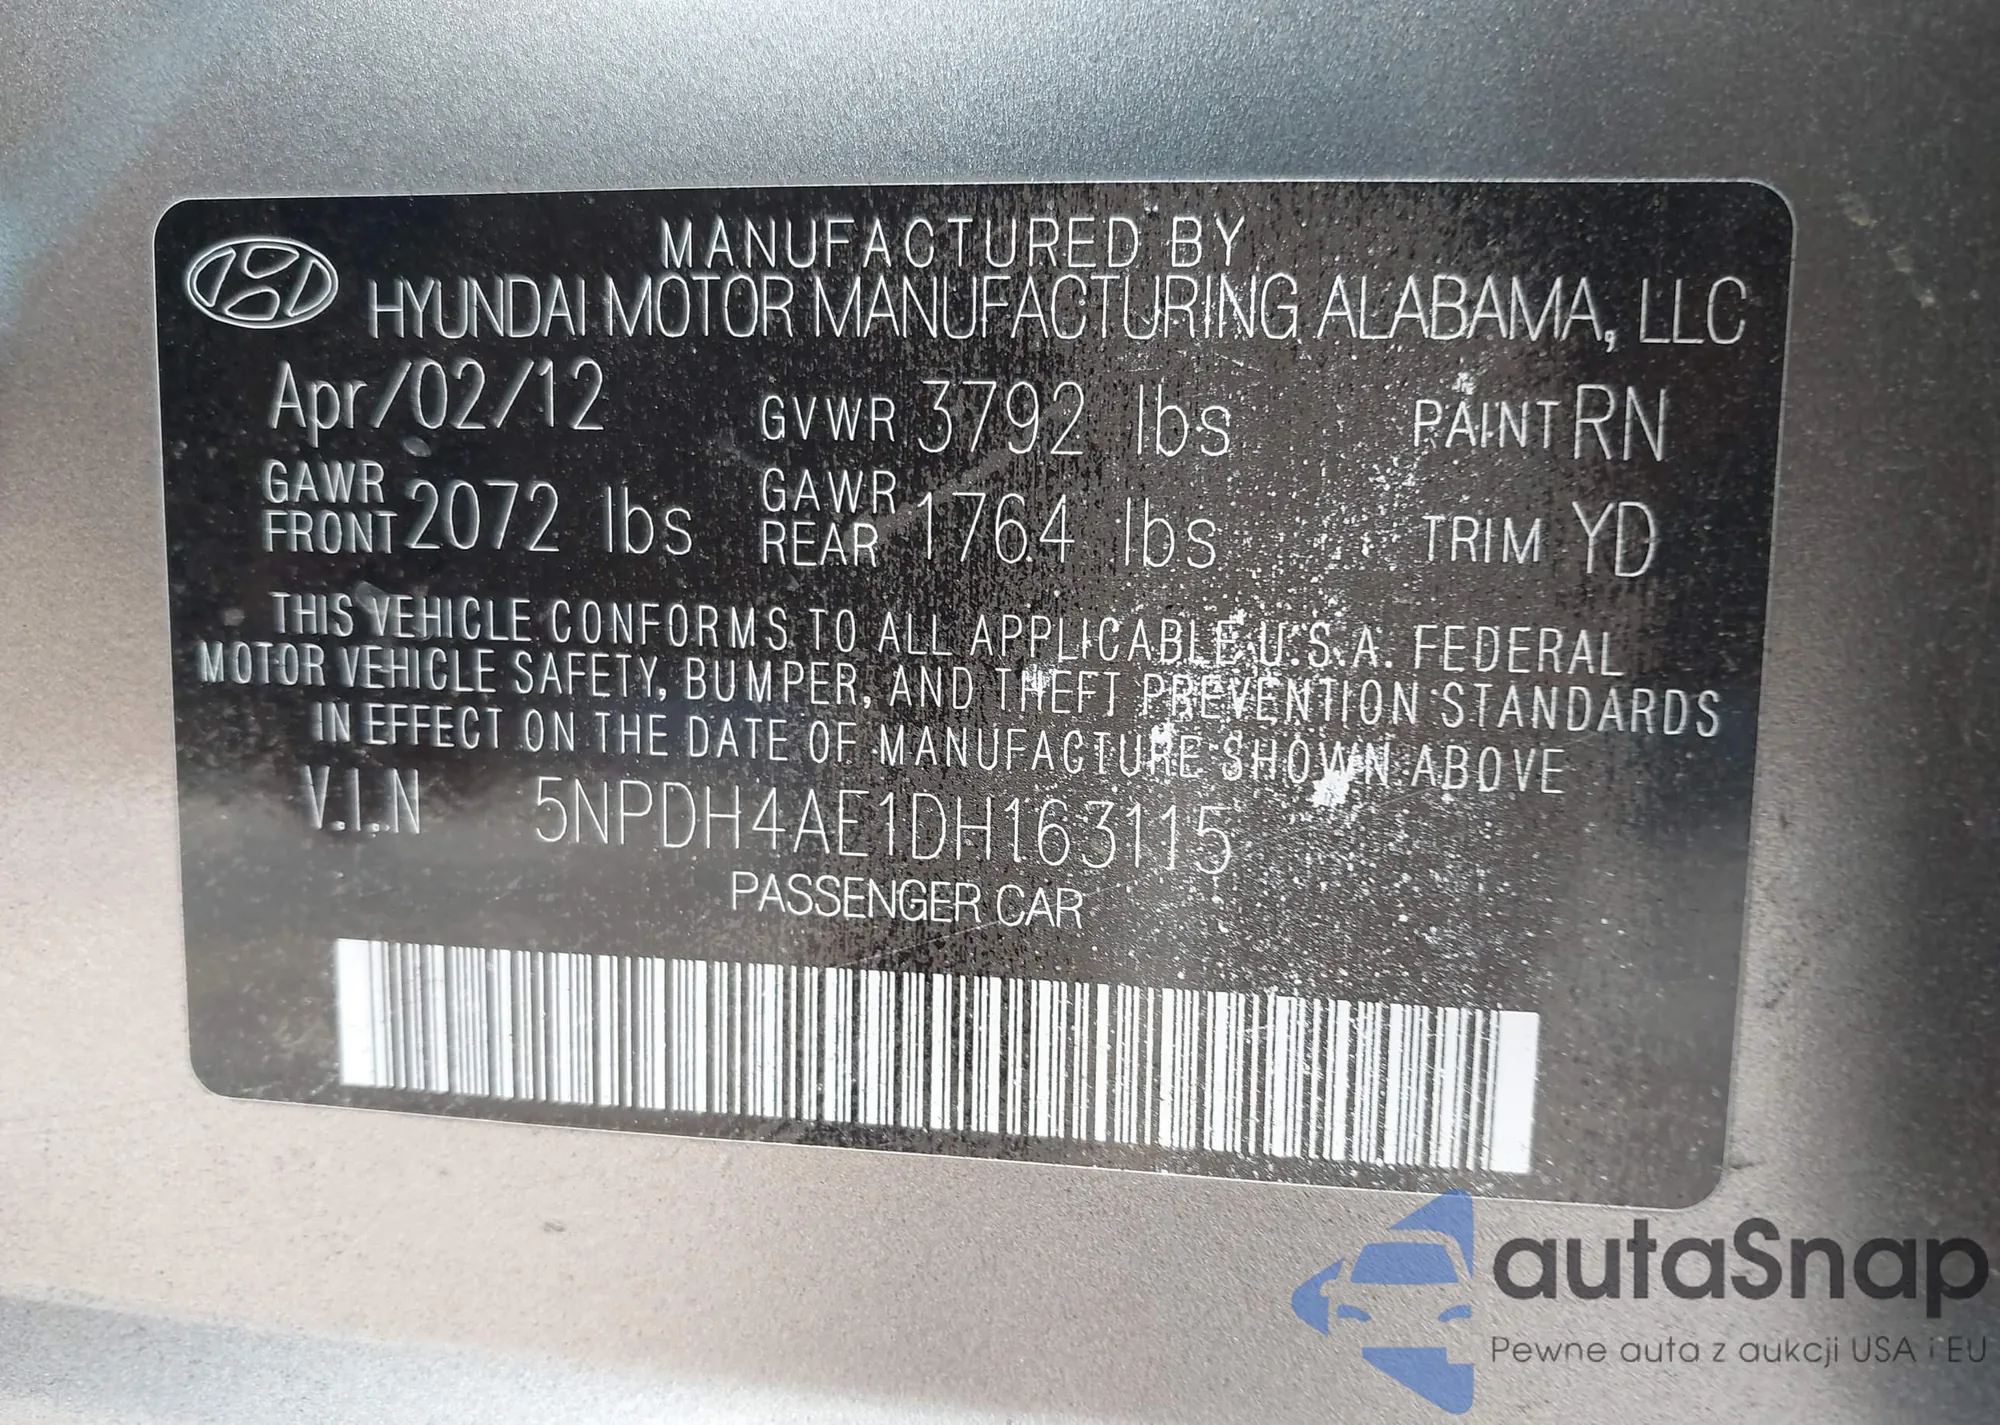 MANUFACTURED BY
HYUNDAI MOTOR MANUFACTURING ALABAMA, LLC
Apr/02/12 GVWR 3792 lbs PAINT RN
GAWR FRONT 2072 lbs GAWR REAR 1764 lbs TRIM YD
THIS VEHICLE CONFORMS TO ALL APPLICABLE U.S.A. FEDERAL
MOTOR VEHICLE SAFETY, BUMPER, AND THEFT PREVENTION STANDARDS
IN EFFECT ON THE DATE OF MANUFACTURE SHOWN ABOVE
V.I.N 5NPDH4AE1DH163115
PASSENGER CAR
autaSnap
Pewne auta z aukcji USA i EU